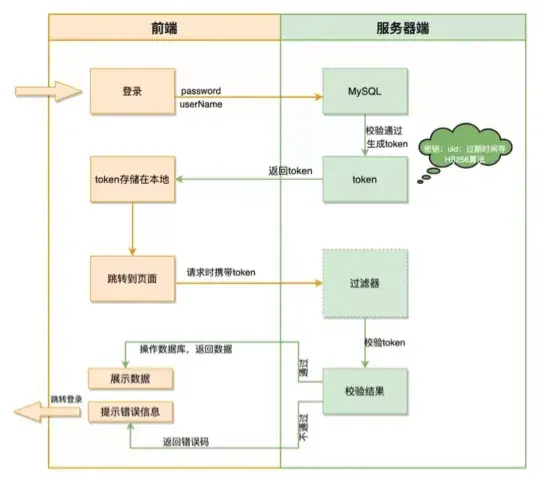 前端
服务器端
登录
password
userName
MySQL
校验通过
生成token
密钥；uid；过期时间等
HS256算法
token存储在本地
返回token
token
跳转到页面
请求时携带token
过滤器
校验token
操作数据库，返回数据
通过
展示数据
校验结果
跳转登录
提示错误信息
不通过
返回错误码